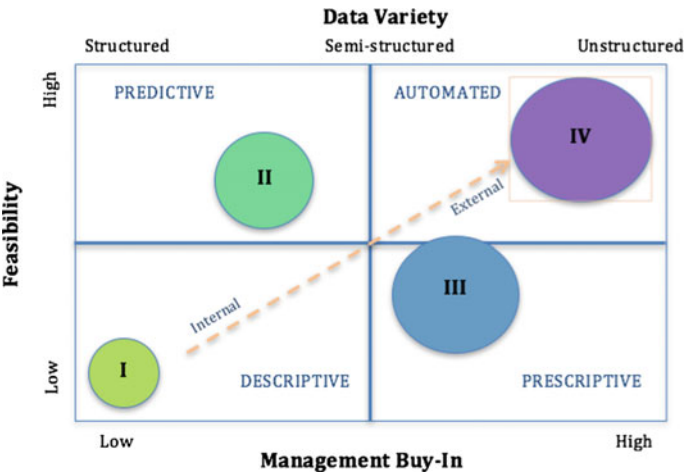 Data Variety
Structured Semi-structured Unstructured
High
PREDICTIVE
AUTOMATED
IV
II
External
Feasibility
III
Internal
I
Low
DESCRIPTIVE
PRESCRIPTIVE
Low High
Management Buy-In